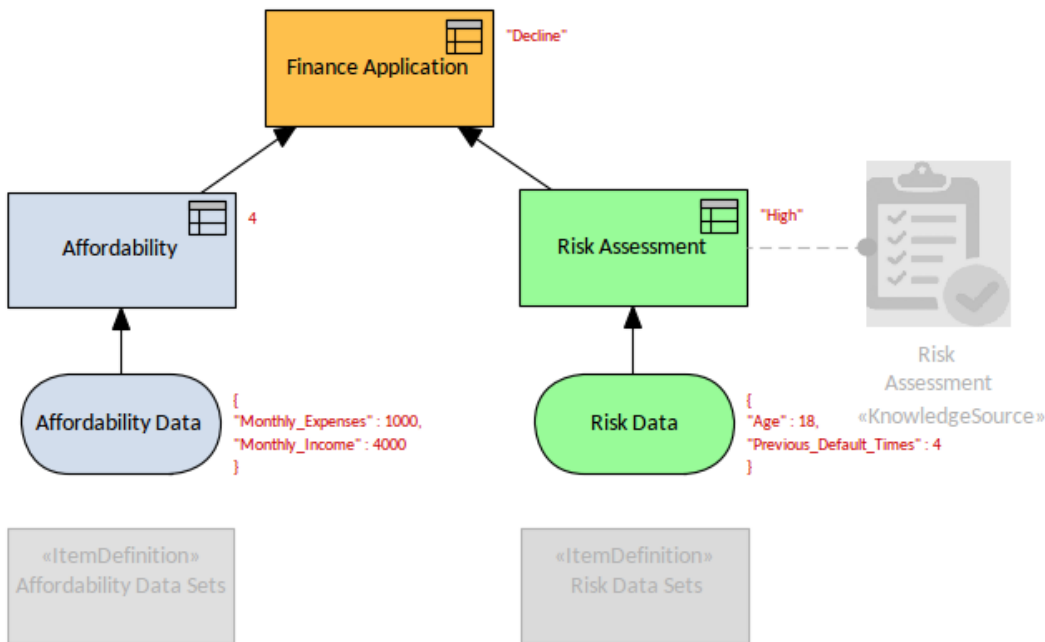 "Decline"
Finance Application
Affordability
4
Risk Assessment
"High"
Risk
Assessment
«KnowledgeSource»
Affordability Data
{
"Monthly_Expenses" : 1000,
"Monthly_Income" : 4000
}
Risk Data
{
"Age" : 18,
"Previous_Default_Times" : 4
}
«ItemDefinition»
Affordability Data Sets
«ItemDefinition»
Risk Data Sets